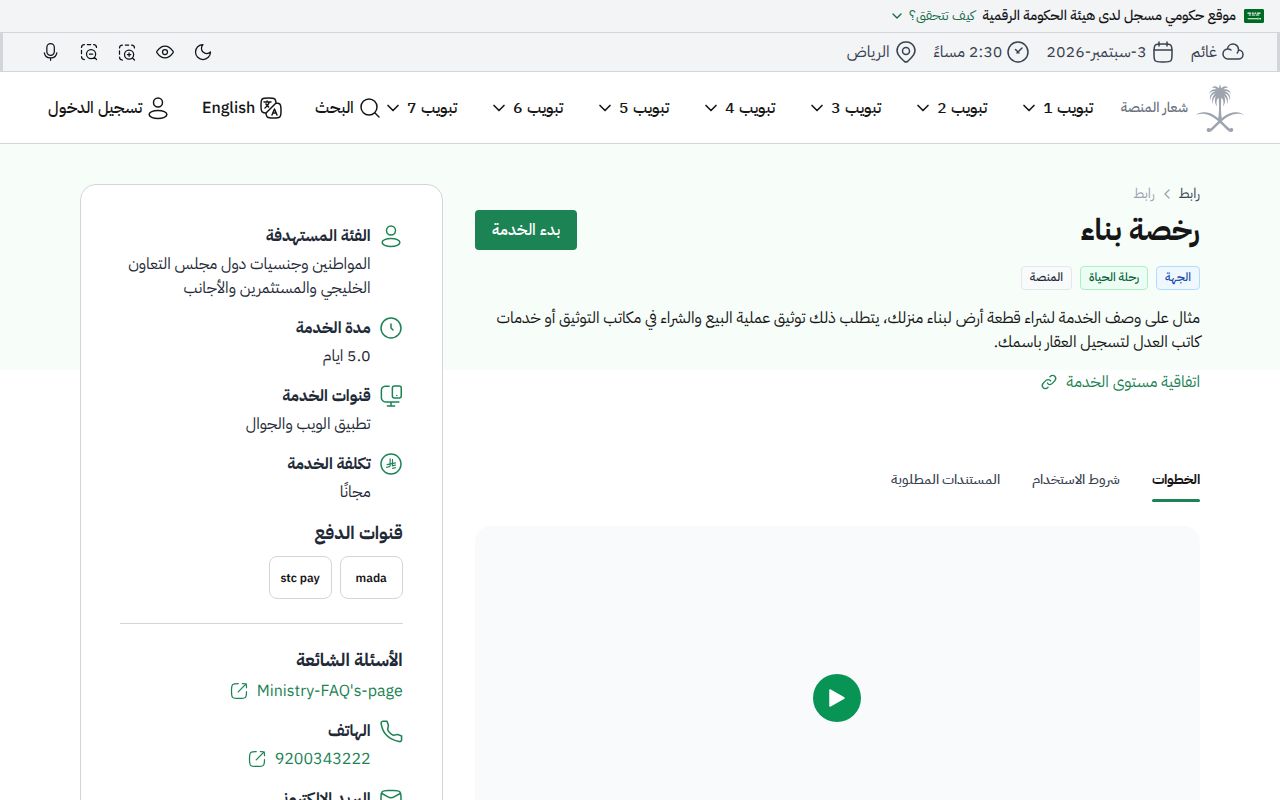 موقع حكومي مسجل لدى هيئة الحكومة الرقمية كيف تتحقق؟
غائم 3-سبتمبر-2026 2:30 مساءً الرياض
شعار المنصة تبويب 1 تبويب 2 تبويب 3 تبويب 4 تبويب 5 تبويب 6 تبويب 7 البحث English تسجيل الدخول
رابط رابط
رخصة بناء
بدء الخدمة
الجهة رحلة الحياة المنصة
مثال على وصف الخدمة لشراء قطعة أرض لبناء منزلك، يتطلب ذلك توثيق عملية البيع والشراء في مكاتب التوثيق أو خدمات
كاتب العدل لتسجيل العقار باسمك.
اتفاقية مستوى الخدمة
الخطوات شروط الاستخدام المستندات المطلوبة
الفئة المستهدفة
المواطنين وجنسيات دول مجلس التعاون
الخليجي والمستثمرين والأجانب
مدة الخدمة
5.0 ايام
قنوات الخدمة
تطبيق الويب والجوال
تكلفة الخدمة
مجانًا
قنوات الدفع
mada stc pay
الأسئلة الشائعة
Ministry-FAQ's-page
الهاتف
9200343222